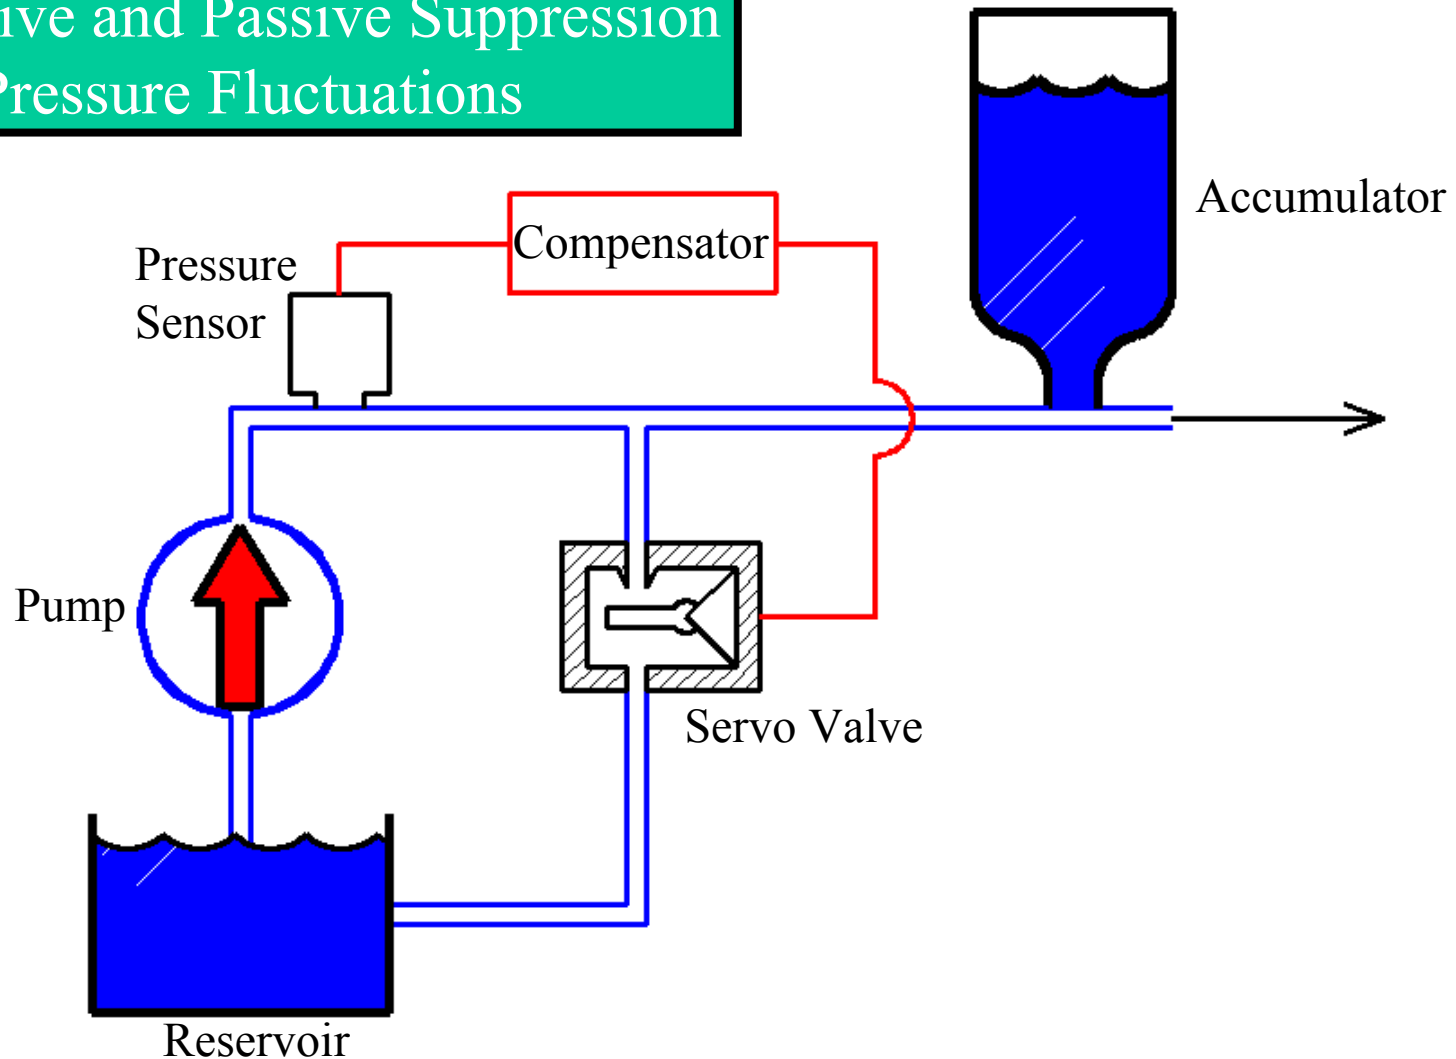 ive and Passive Suppression
Pressure Fluctuations
Accumulator
Compensator
Pressure
Sensor
Pump
Servo Valve
Reservoir